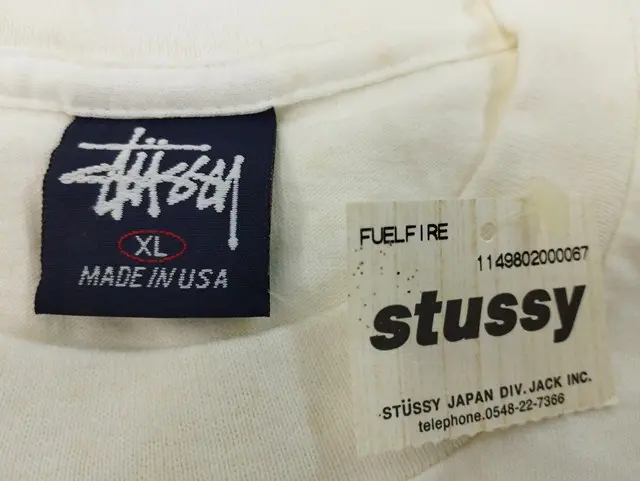 STÜSSY
XL
MADE IN USA
FUELFIRE
1149802000067
stussy
STÜSSY JAPAN DIV. JACK INC.
telephone.0548-22-7366